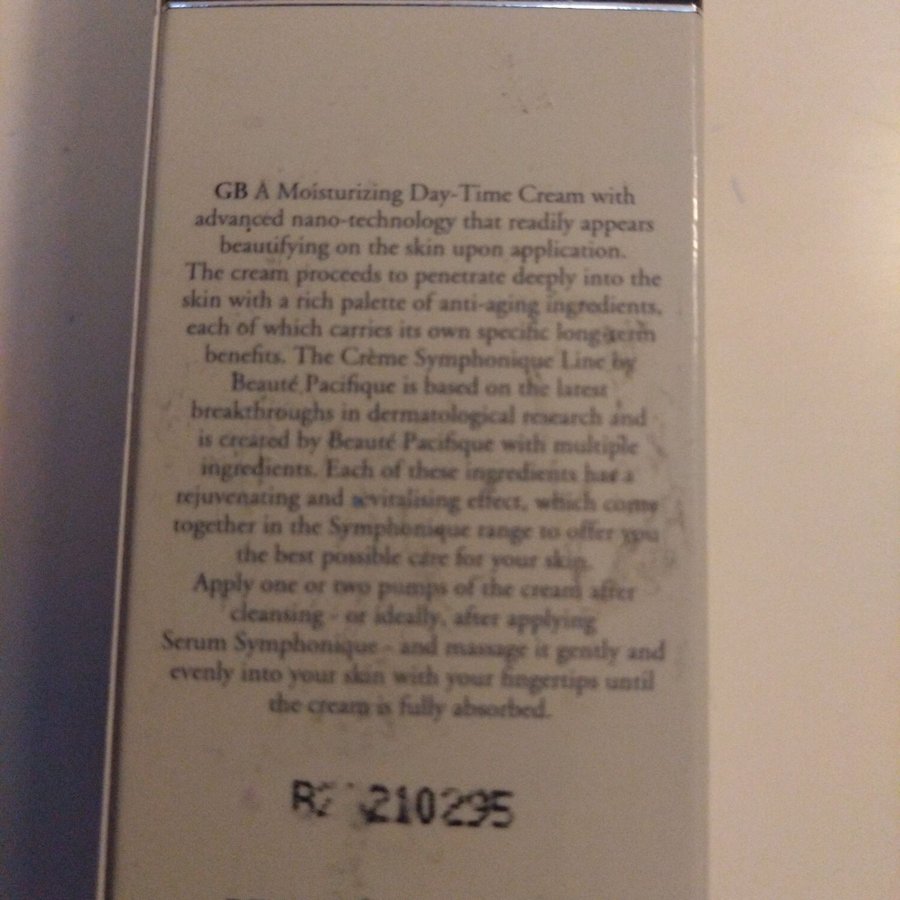 GB A Moisturizing Day-Time Cream with
advanced nano-technology that readily appears
beautifying on the skin upon application.
The cream proceeds to penetrate deeply into the
skin with a rich palette of anti-aging ingredients,
each of which carries its own specific long-term
benefits. The Crème Symphonique Line by
Beauté Pacifique is based on the latest
breakthroughs in dermatological research and
is created by Beauté Pacifique with multiple
ingredients. Each of these ingredients has a
rejuvenating and revitalising effect, which come
together in the Symphonique range to offer you
the best possible care for your skin.
Apply one or two pumps of the cream after
cleansing - or ideally, after applying
Serum Symphonique - and massage it gently and
evenly into your skin with your fingertips until
the cream is fully absorbed.
210295